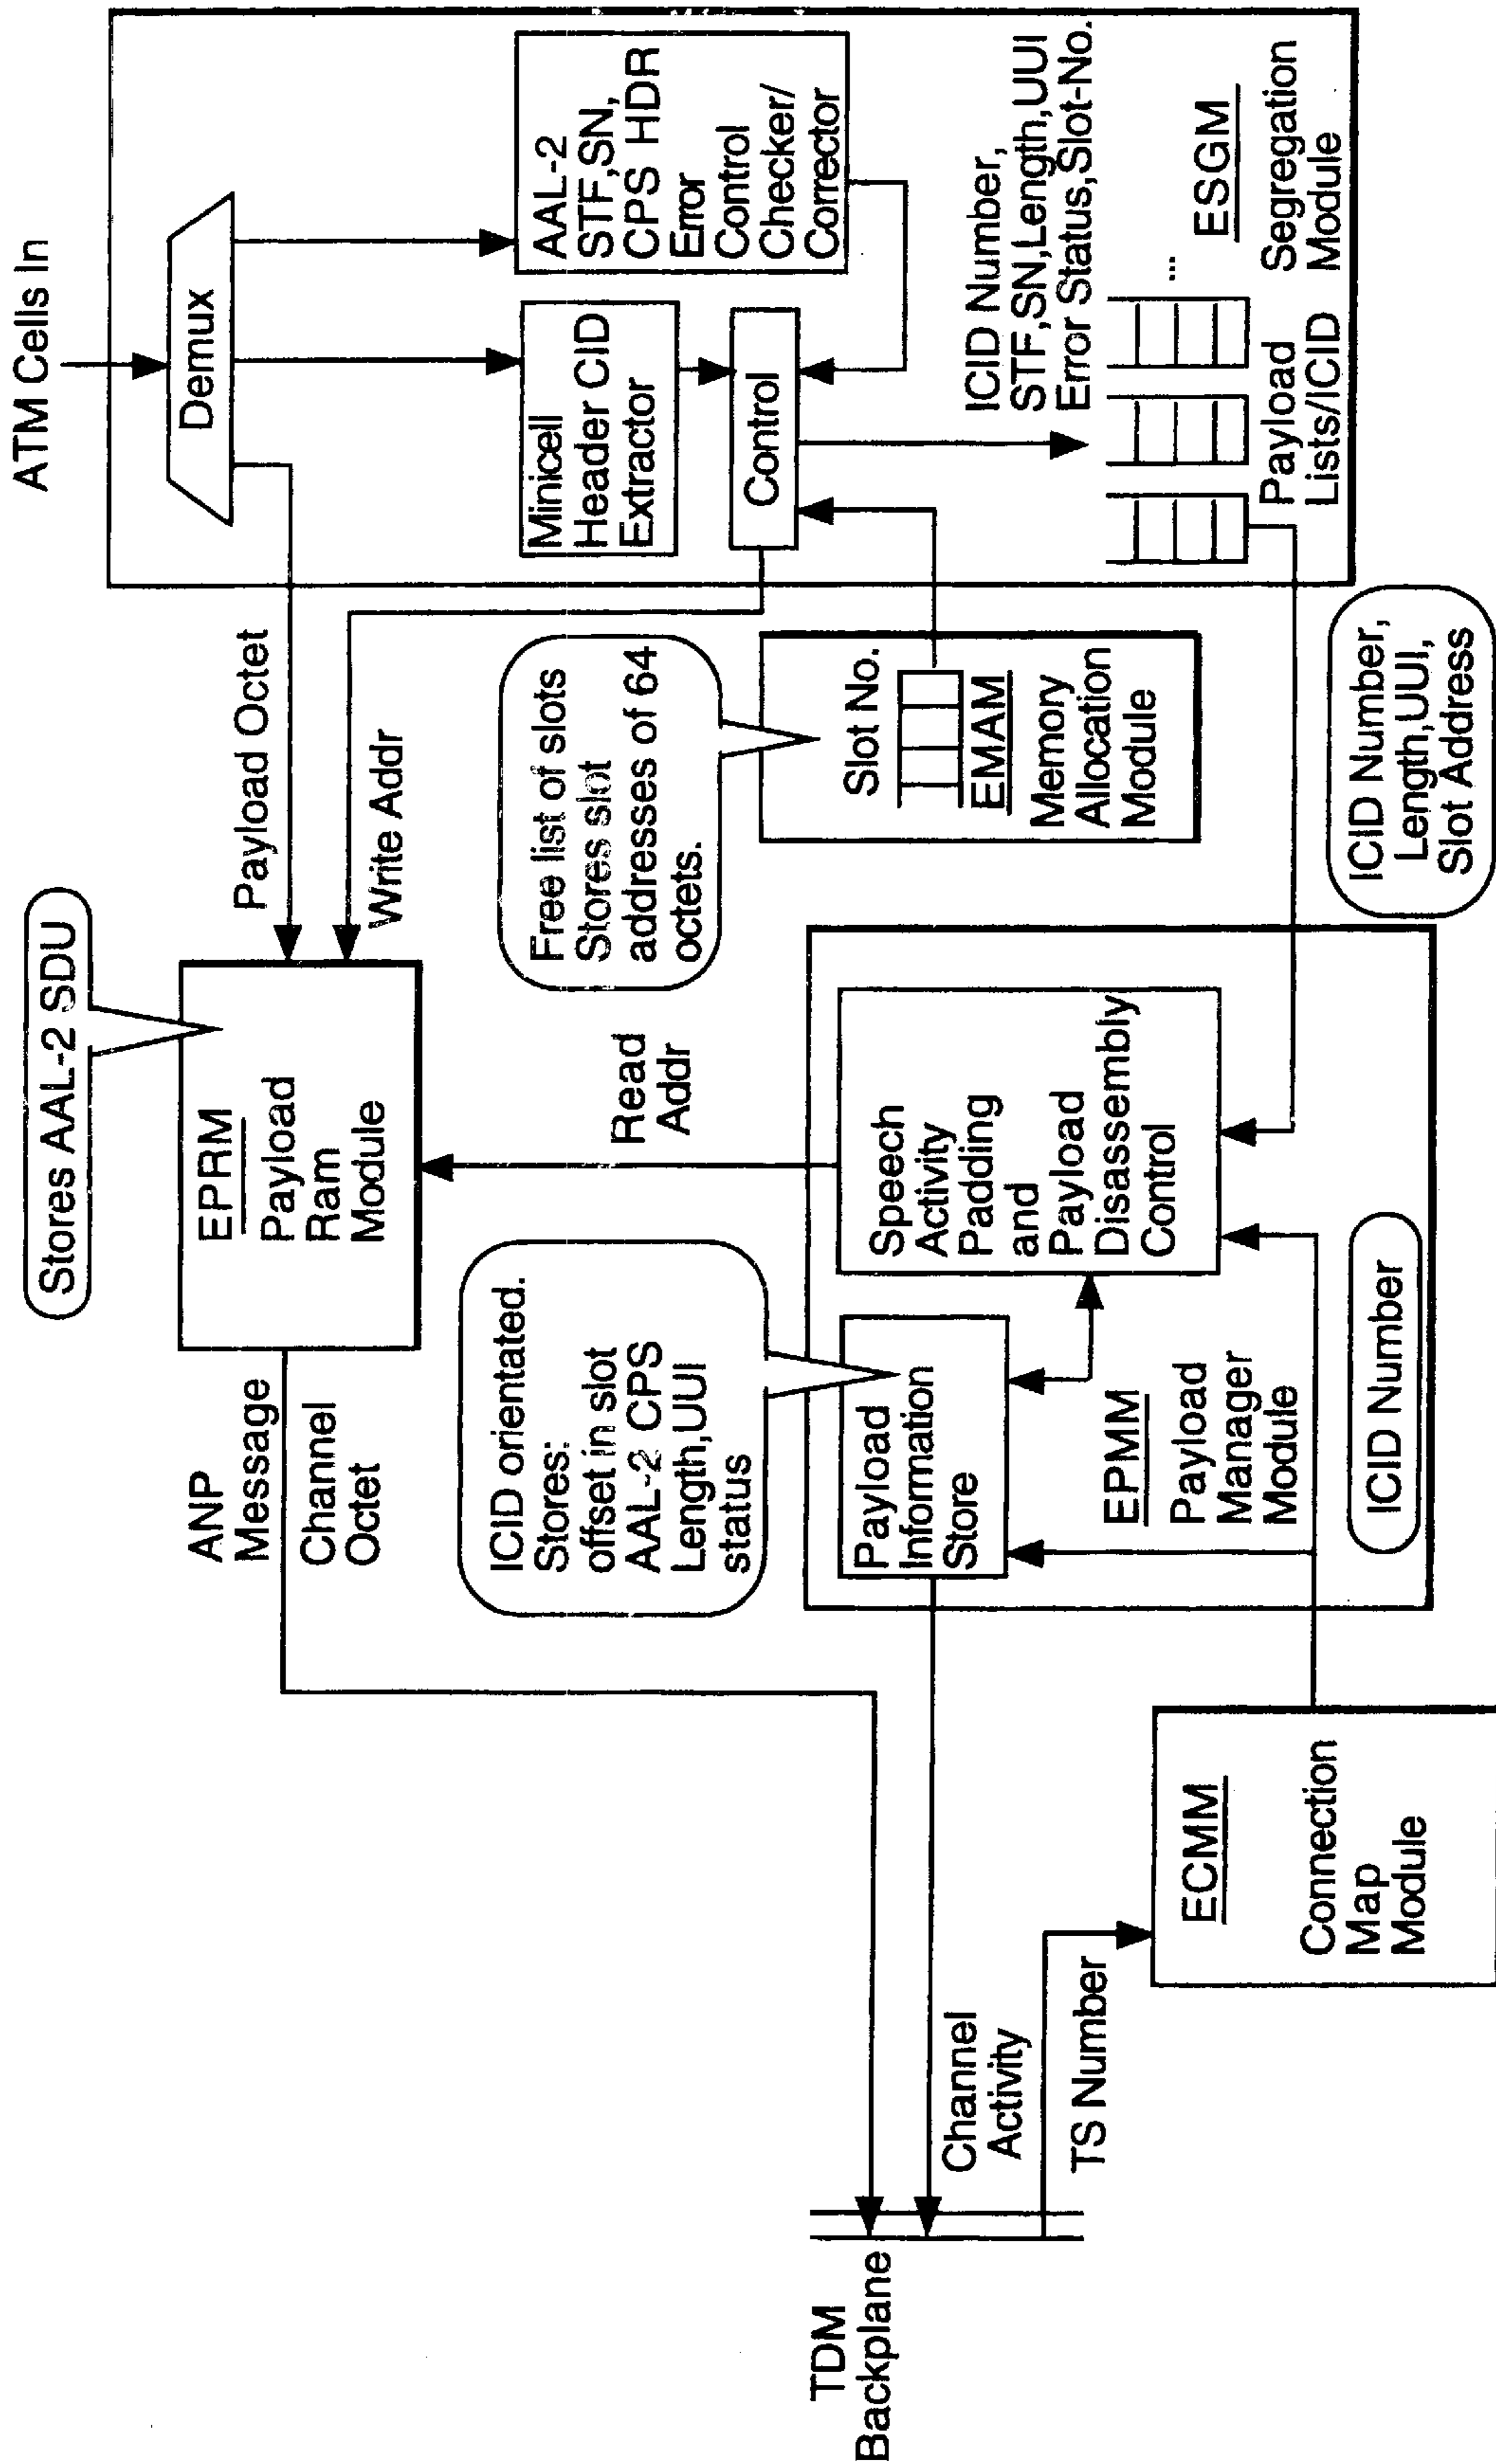 ATM Cells In
Demux
AAL-2
STF,SN,
CPS HDR
Error
Control
Checker/
Corrector
Minicell
Header CID
Extractor
Control
ICID Number,
STF,SN,Length,UUI
Error Status,Slot-No.
...
ESGM
Segregation
Module
Payload
Lists/ICID
Payload Octet
Write Addr
Free list of slots
Stores slot
addresses of 64
octets.
Slot No.
EMAM
Memory
Allocation
Module
ICID Number,
Length,UUI,
Slot Address
Stores AAL-2 SDU
EPRM
Payload
Ram
Module
Read
Addr
Speech
Activity
Padding
and
Payload
Disassembly
Control
ICID orientated.
Stores:
offset in slot
AAL-2 CPS
Length,UUI
status
Payload
Information
Store
EPMM
Payload
Manager
Module
ICID Number
ANP
Message
Channel
Octet
ECMM
Connection
Map
Module
Channel
Activity
TS Number
TDM
Backplane